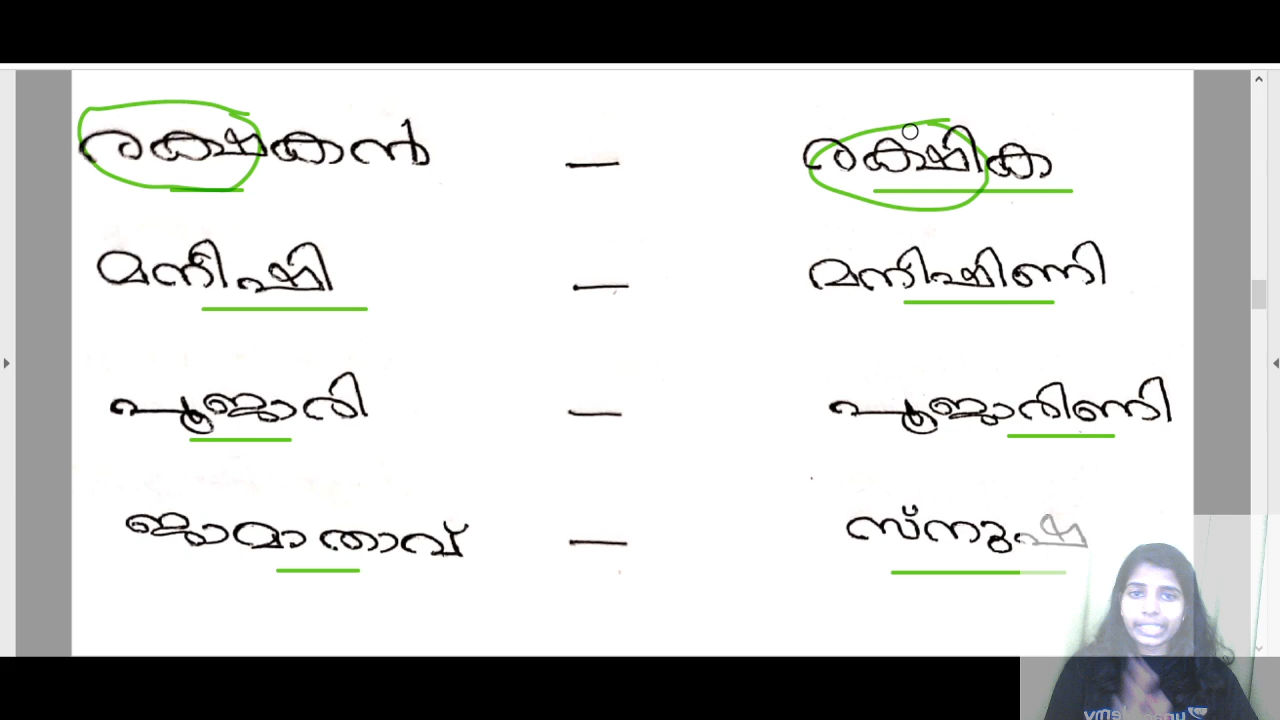 രക്ഷകൻ – രക്ഷിക
മനീഷി – മനീഷിണി
പൂജാരി – പൂജാരിണി
ജാമാതാവ് – സ്നുഷ